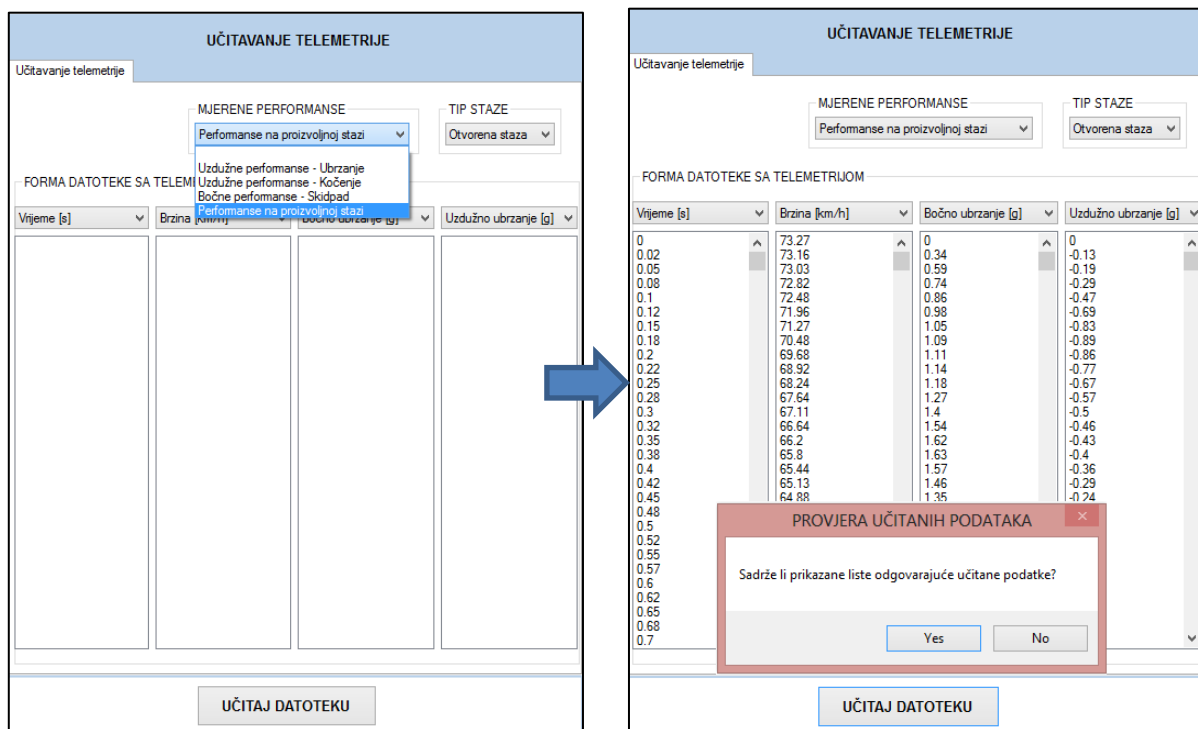 UČITAVANJE TELEMETRIJE
Učitavanje telemetrije
MJERENE PERFORMANSE
TIP STAZE
Performanse na proizvoljnoj stazi
Otvorena staza
Uzdužne performanse - Ubrzanje
Uzdužne performanse - Kočenje
Bočne performanse - Skidpad
Performanse na proizvoljnoj stazi
FORMA DATOTEKE SA
Vrijeme [s]
Brzina [km/h]
Bočno ubrzanje [g]
Uzdužno ubrzanje [g]
UČITAJ DATOTEKU
UČITAVANJE TELEMETRIJE
Učitavanje telemetrije
MJERENE PERFORMANSE
TIP STAZE
Performanse na proizvoljnoj stazi
Otvorena staza
FORMA DATOTEKE SA TELEMETRIJOM
Vrijeme [s] Brzina [km/h] Bočno ubrzanje [g] Uzdužno ubrzanje [g]
0 73.27 0 0
0.02 73.16 0.34 -0.13
0.05 73.03 0.59 -0.19
0.08 72.82 0.74 -0.29
0.1 72.48 0.86 -0.47
0.12 71.96 0.98 -0.69
0.15 71.27 1.05 -0.83
0.18 70.48 1.09 -0.89
0.2 69.68 1.11 -0.86
0.22 68.92 1.14 -0.77
0.25 68.24 1.18 -0.67
0.28 67.64 1.27 -0.57
0.3 67.11 1.4 -0.5
0.32 66.64 1.54 -0.46
0.35 66.2 1.62 -0.43
0.38 65.8 1.63 -0.4
0.4 65.44 1.57 -0.36
0.42 65.13 1.46 -0.29
0.45 64.88 1.35 -0.24
0.48
0.5
0.52
0.55
0.57
0.6
0.62
0.65
0.68
0.7
PROVJERA UČITANIH PODATAKA
Sadrže li prikazane liste odgovarajuće učitane podatke?
Yes
No
UČITAJ DATOTEKU